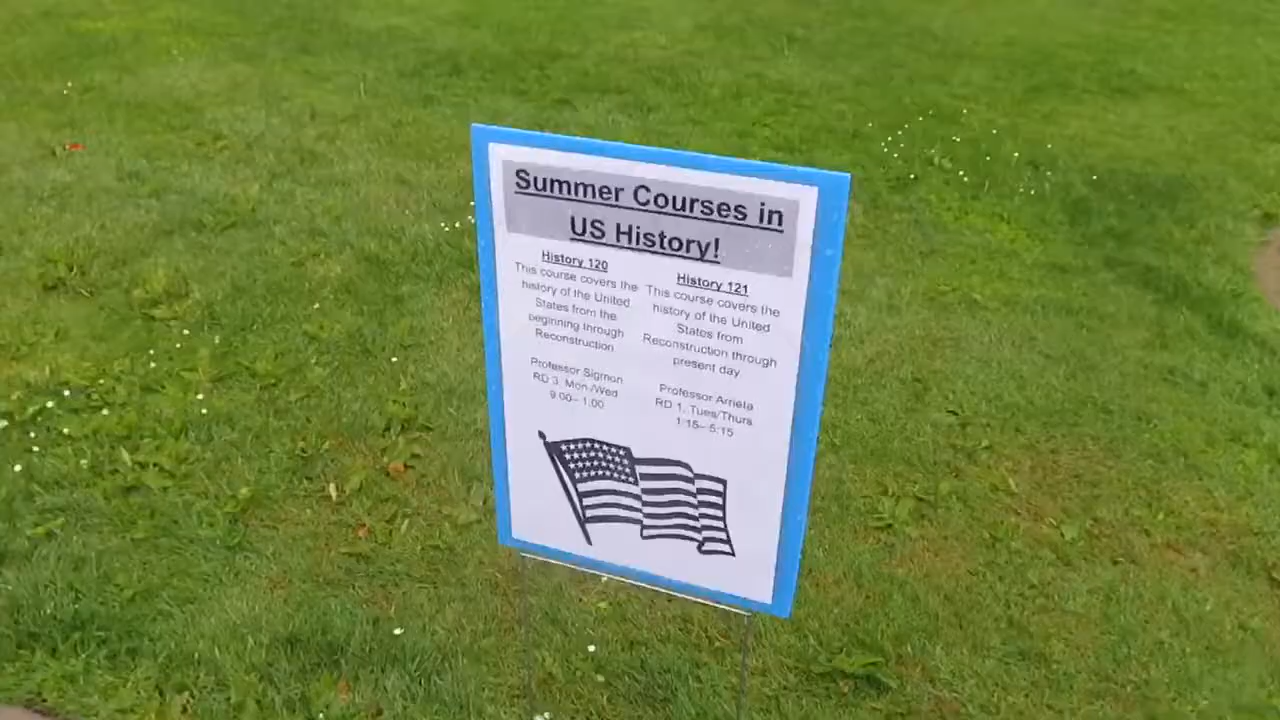 Summer Courses in
US History!
History 120
This course covers the
history of the United
States from the
beginning through
Reconstruction
Professor Sigmon
RD 3, Mon./Wed
9:00– 1:00
History 121
This course covers the
history of the United
States from
Reconstruction through
present day
Professor Arriela
RD 1, Tues/Thurs
1:15– 5:15